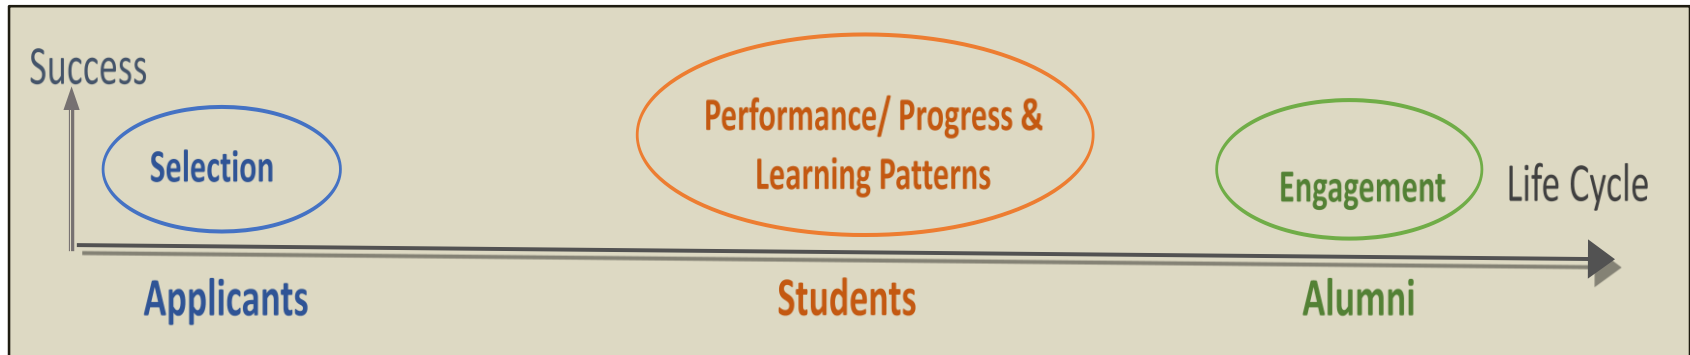 Success
Selection
Performance/ Progress &
Learning Patterns
Engagement
Life Cycle
Applicants
Students
Alumni